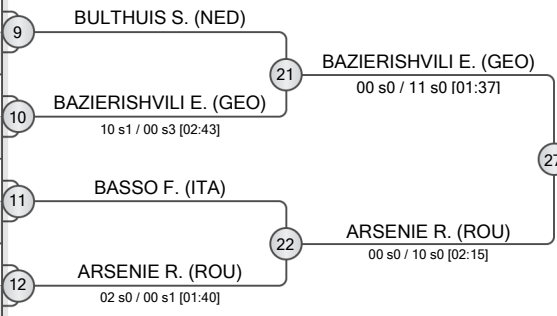 BULTHUIS S. (NED)
9
21
BAZIERISHVILI E. (GEO)
00 s0 / 11 s0 [01:37]
BAZIERISHVILI E. (GEO)
10
10 s1 / 00 s3 [02:43]
27
BASSO F. (ITA)
11
22
ARSENIE R. (ROU)
00 s0 / 10 s0 [02:15]
ARSENIE R. (ROU)
12
02 s0 / 00 s1 [01:40]